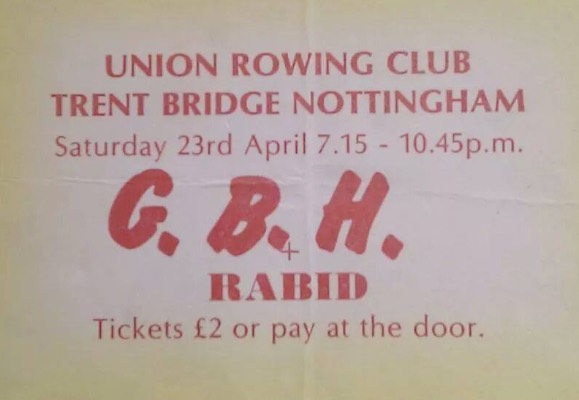 UNION ROWING CLUB
TRENT BRIDGE NOTTINGHAM
Saturday 23rd April 7.15 - 10.45p.m.
G. B. H.
+
RABID
Tickets £2 or pay at the door.